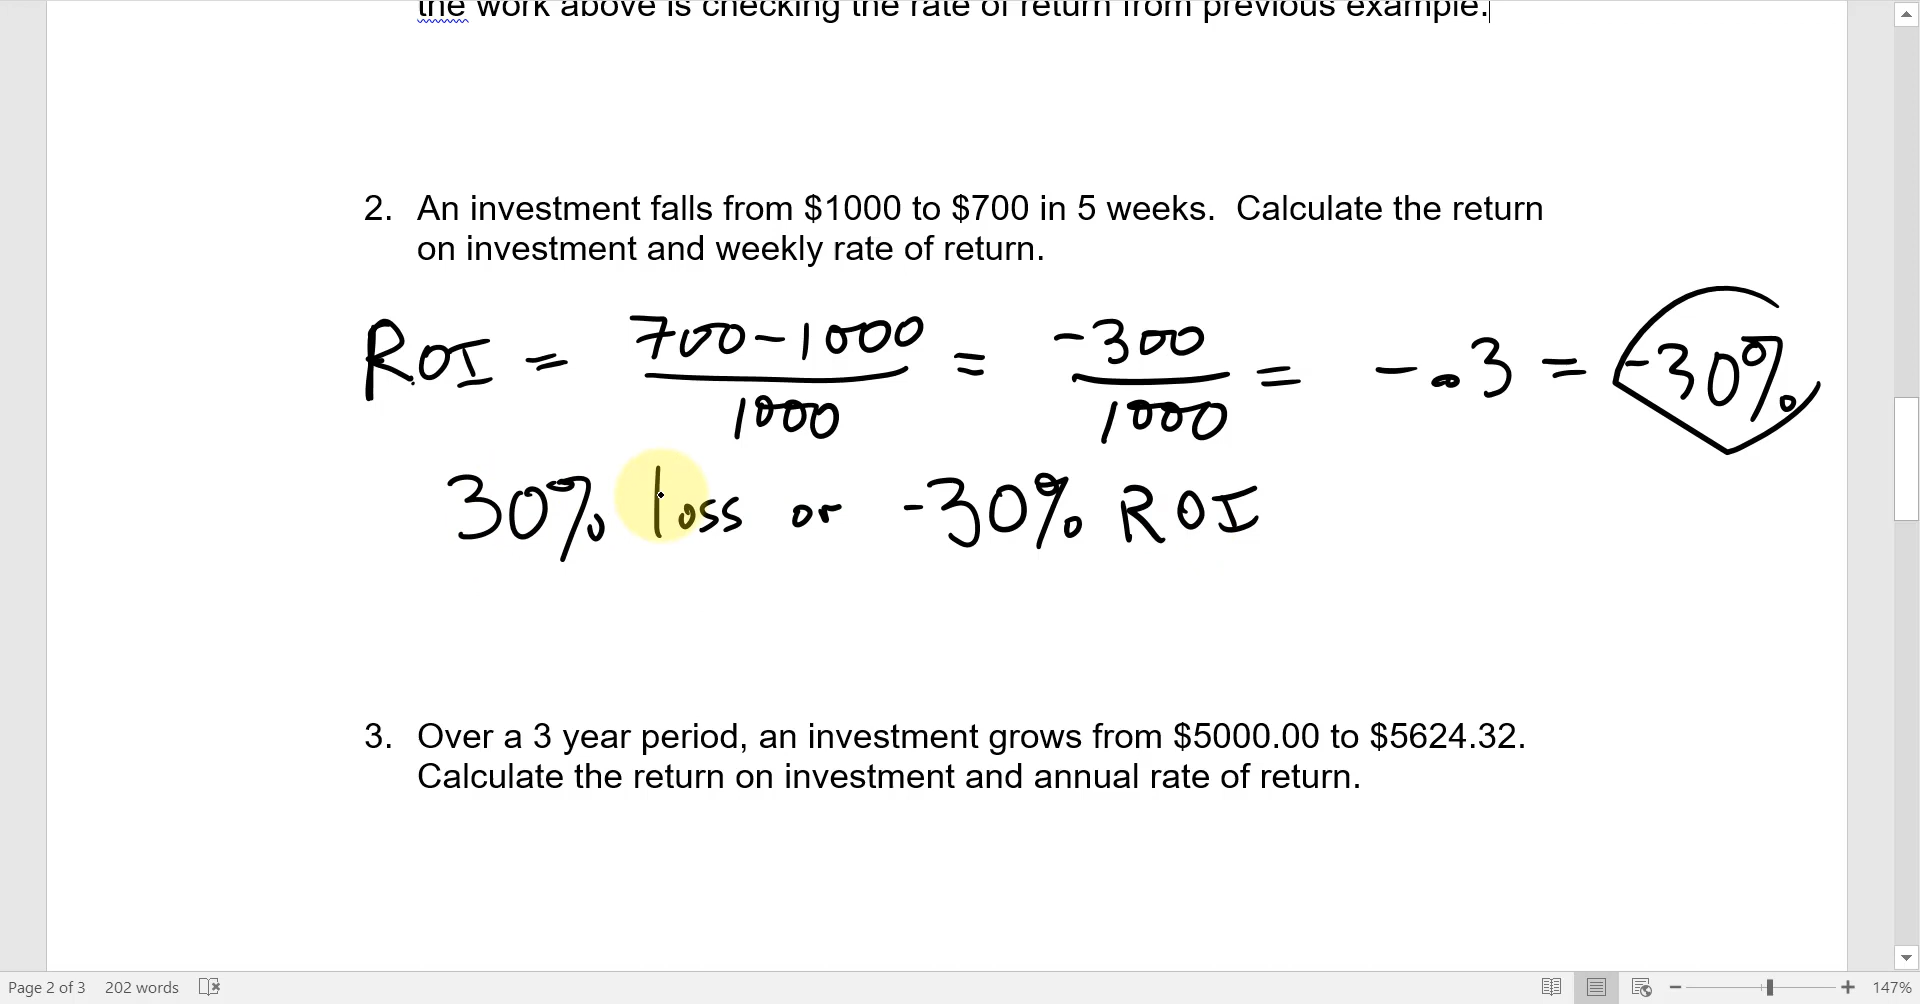 the work above is checking the rate of return from previous example.
2. An investment falls from $1000 to $700 in 5 weeks. Calculate the return
on investment and weekly rate of return.
ROI = 700-1000/1000 = -300/1000 = -.3 = -30%
30% loss or -30% ROI
3. Over a 3 year period, an investment grows from $5000.00 to $5624.32.
Calculate the return on investment and annual rate of return.
Page 2 of 3 202 words 147%